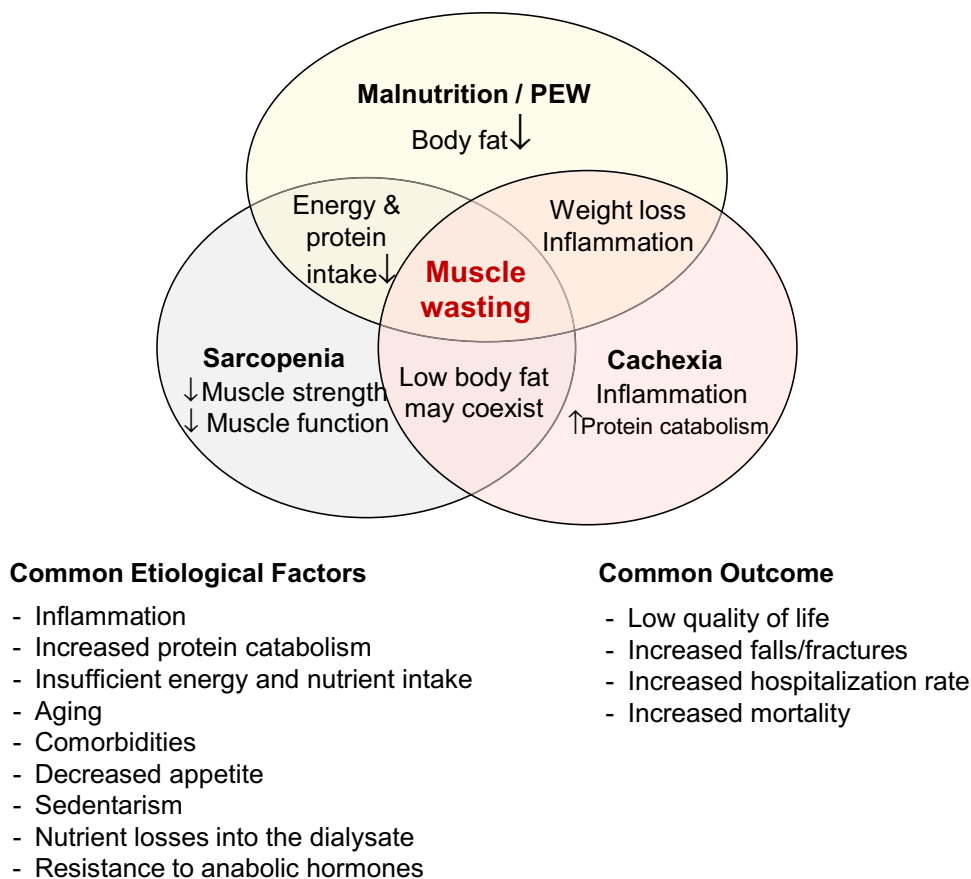 Malnutrition / PEW
Body fat↓
Energy &
protein
intake↓
Weight loss
Inflammation
Muscle
wasting
Sarcopenia
↓Muscle strength
↓ Muscle function
Low body fat
may coexist
Cachexia
Inflammation
↑Protein catabolism
Common Etiological Factors
- Inflammation
- Increased protein catabolism
- Insufficient energy and nutrient intake
- Aging
- Comorbidities
- Decreased appetite
- Sedentarism
- Nutrient losses into the dialysate
- Resistance to anabolic hormones
Common Outcome
- Low quality of life
- Increased falls/fractures
- Increased hospitalization rate
- Increased mortality